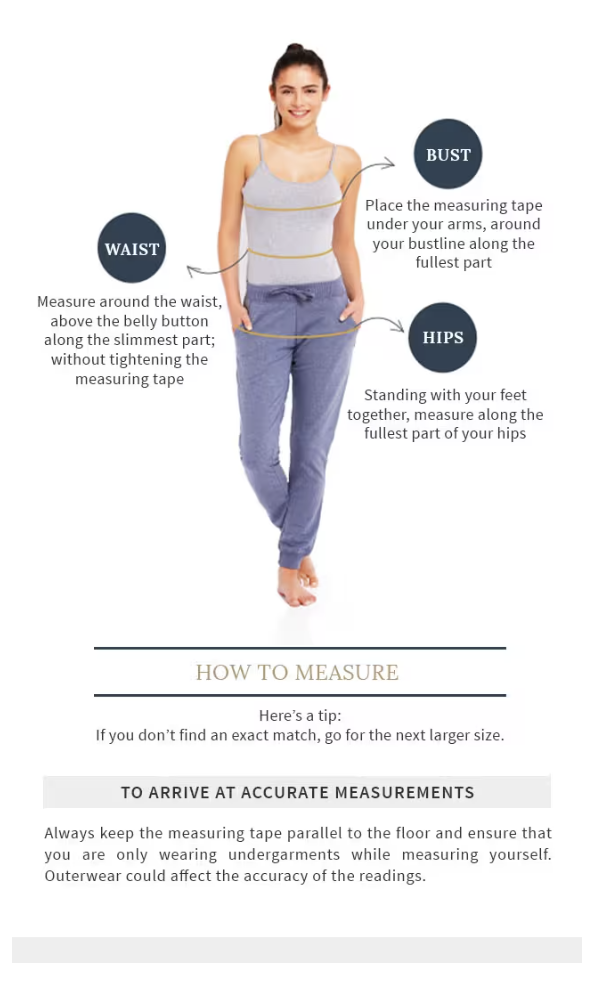 BUST
Place the measuring tape
under your arms, around
your bustline along the
fullest part
WAIST
Measure around the waist,
above the belly button
along the slimmest part;
without tightening the
measuring tape
HIPS
Standing with your feet
together, measure along the
fullest part of your hips
HOW TO MEASURE
Here's a tip:
If you don't find an exact match, go for the next larger size.
TO ARRIVE AT ACCURATE MEASUREMENTS
Always keep the measuring tape parallel to the floor and ensure that
you are only wearing undergarments while measuring yourself.
Outerwear could affect the accuracy of the readings.